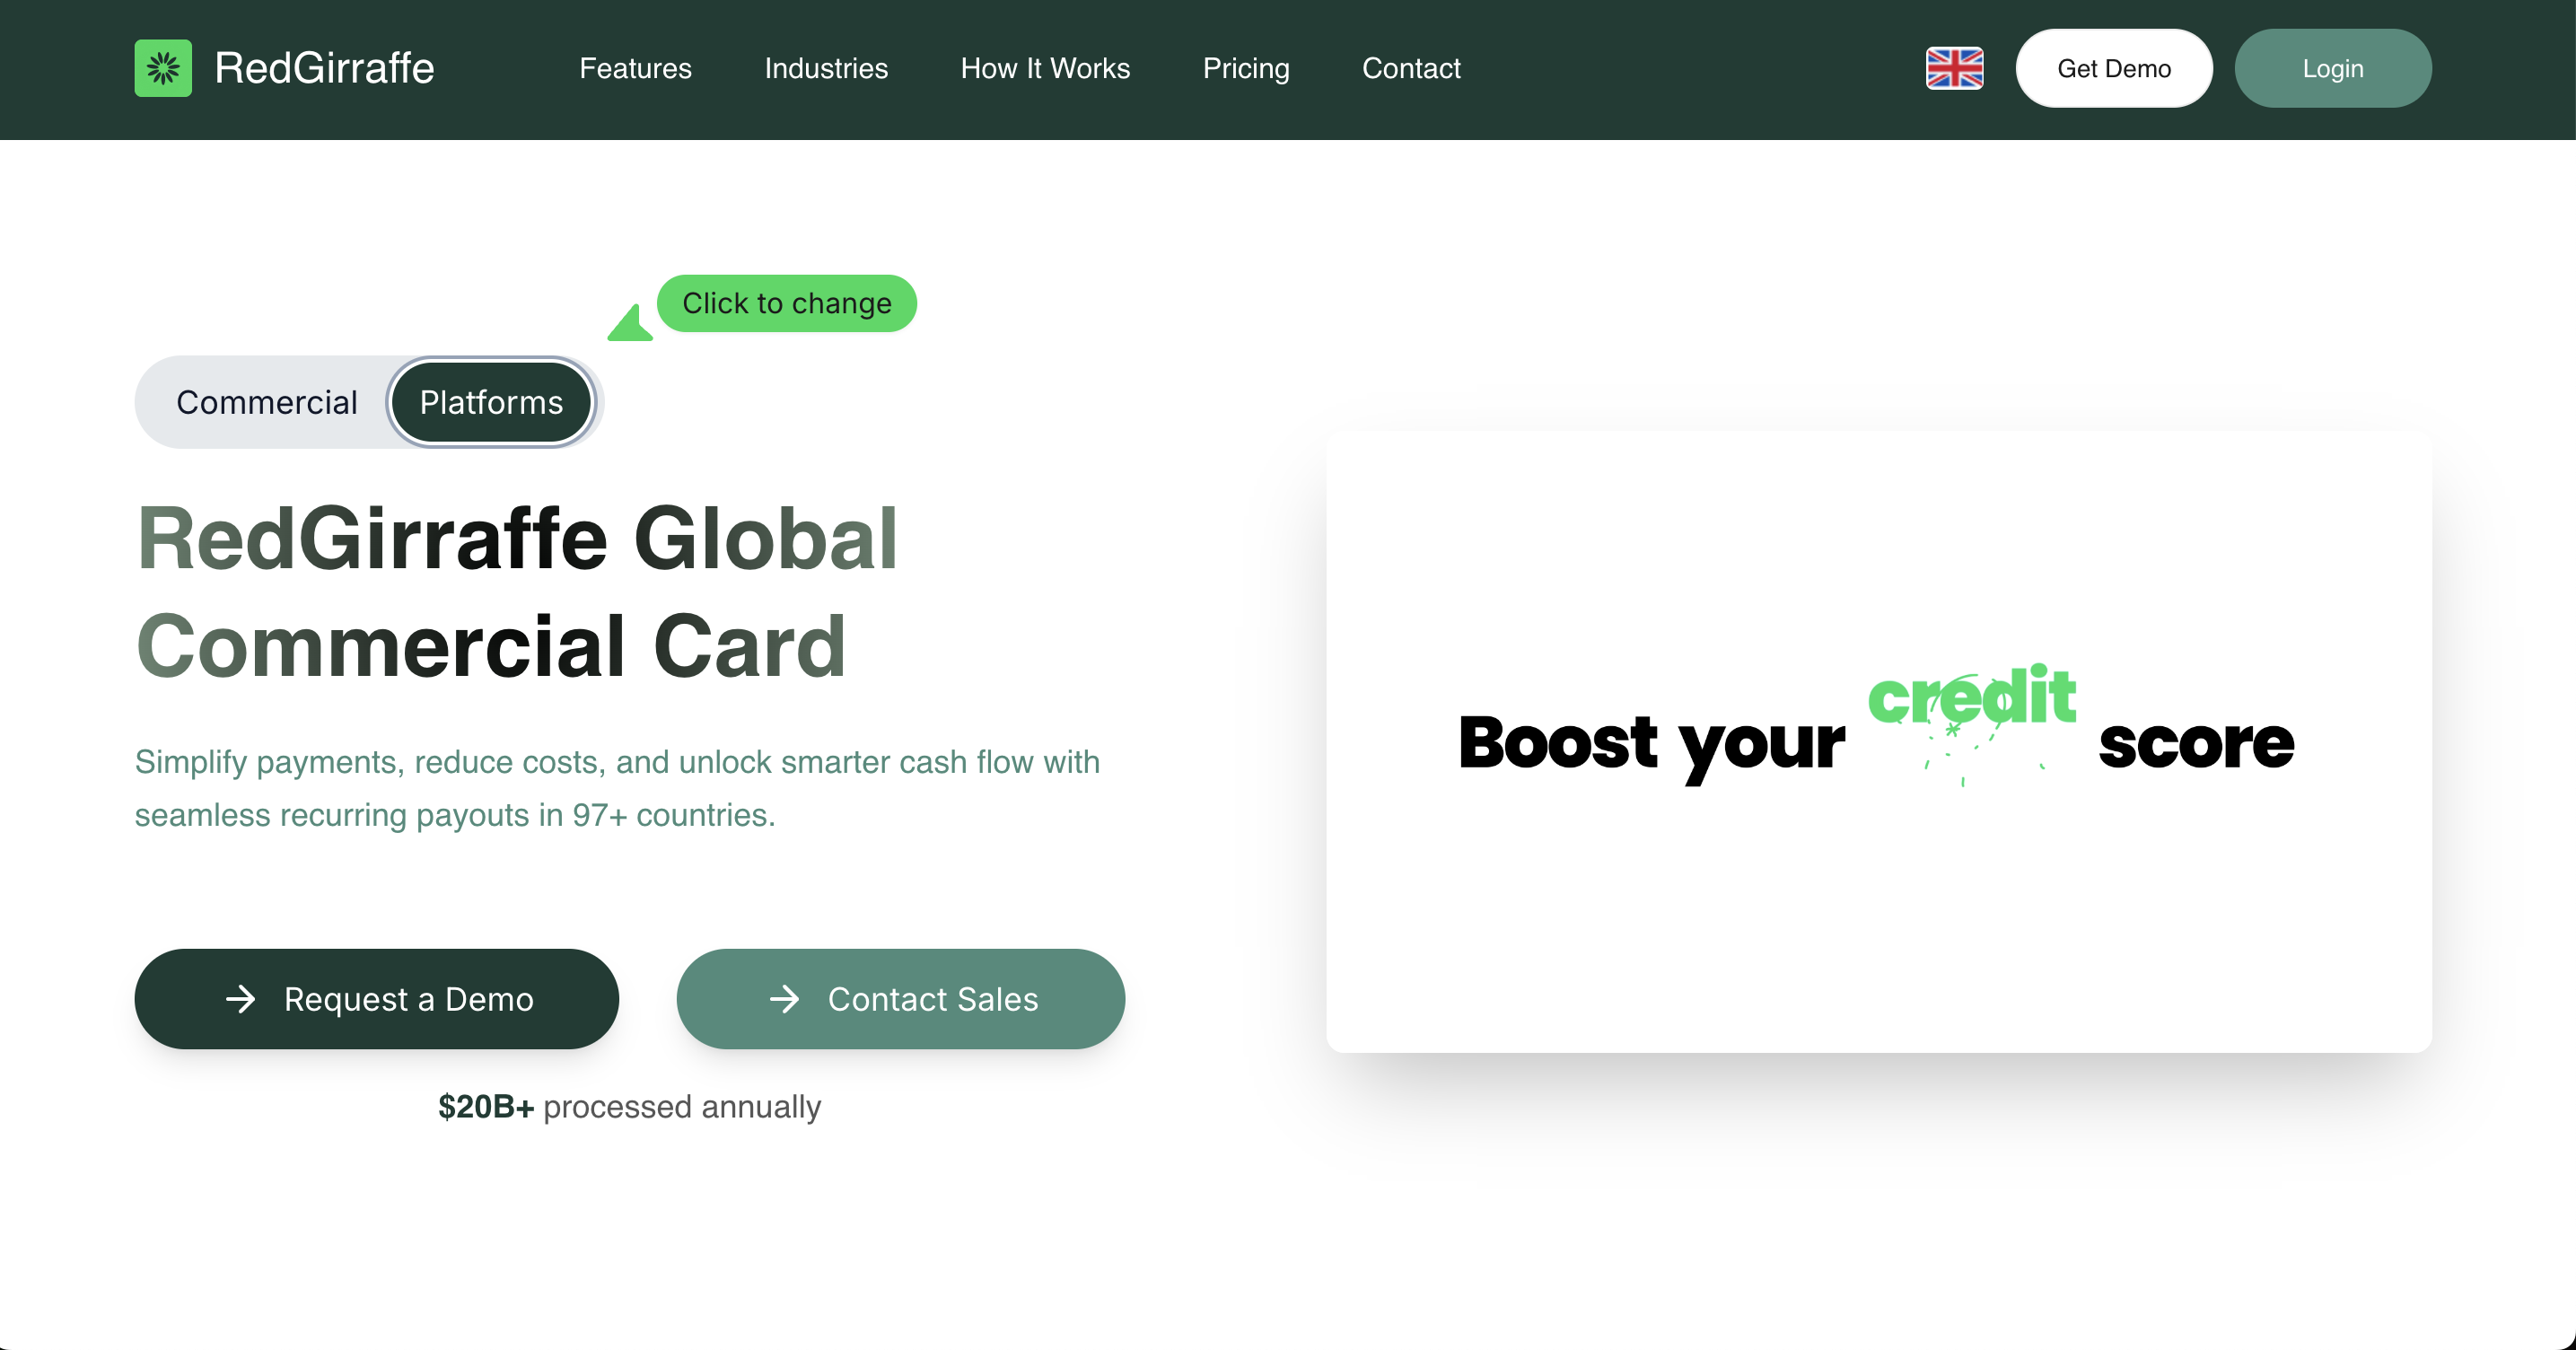 RedGirraffe
Features
Industries
How It Works
Pricing
Contact
Get Demo
Login
Click to change
Commercial
Platforms
RedGirraffe Global
Commercial Card
Simplify payments, reduce costs, and unlock smarter cash flow with
seamless recurring payouts in 97+ countries.
Request a Demo
Contact Sales
$20B+ processed annually
Boost your credit score